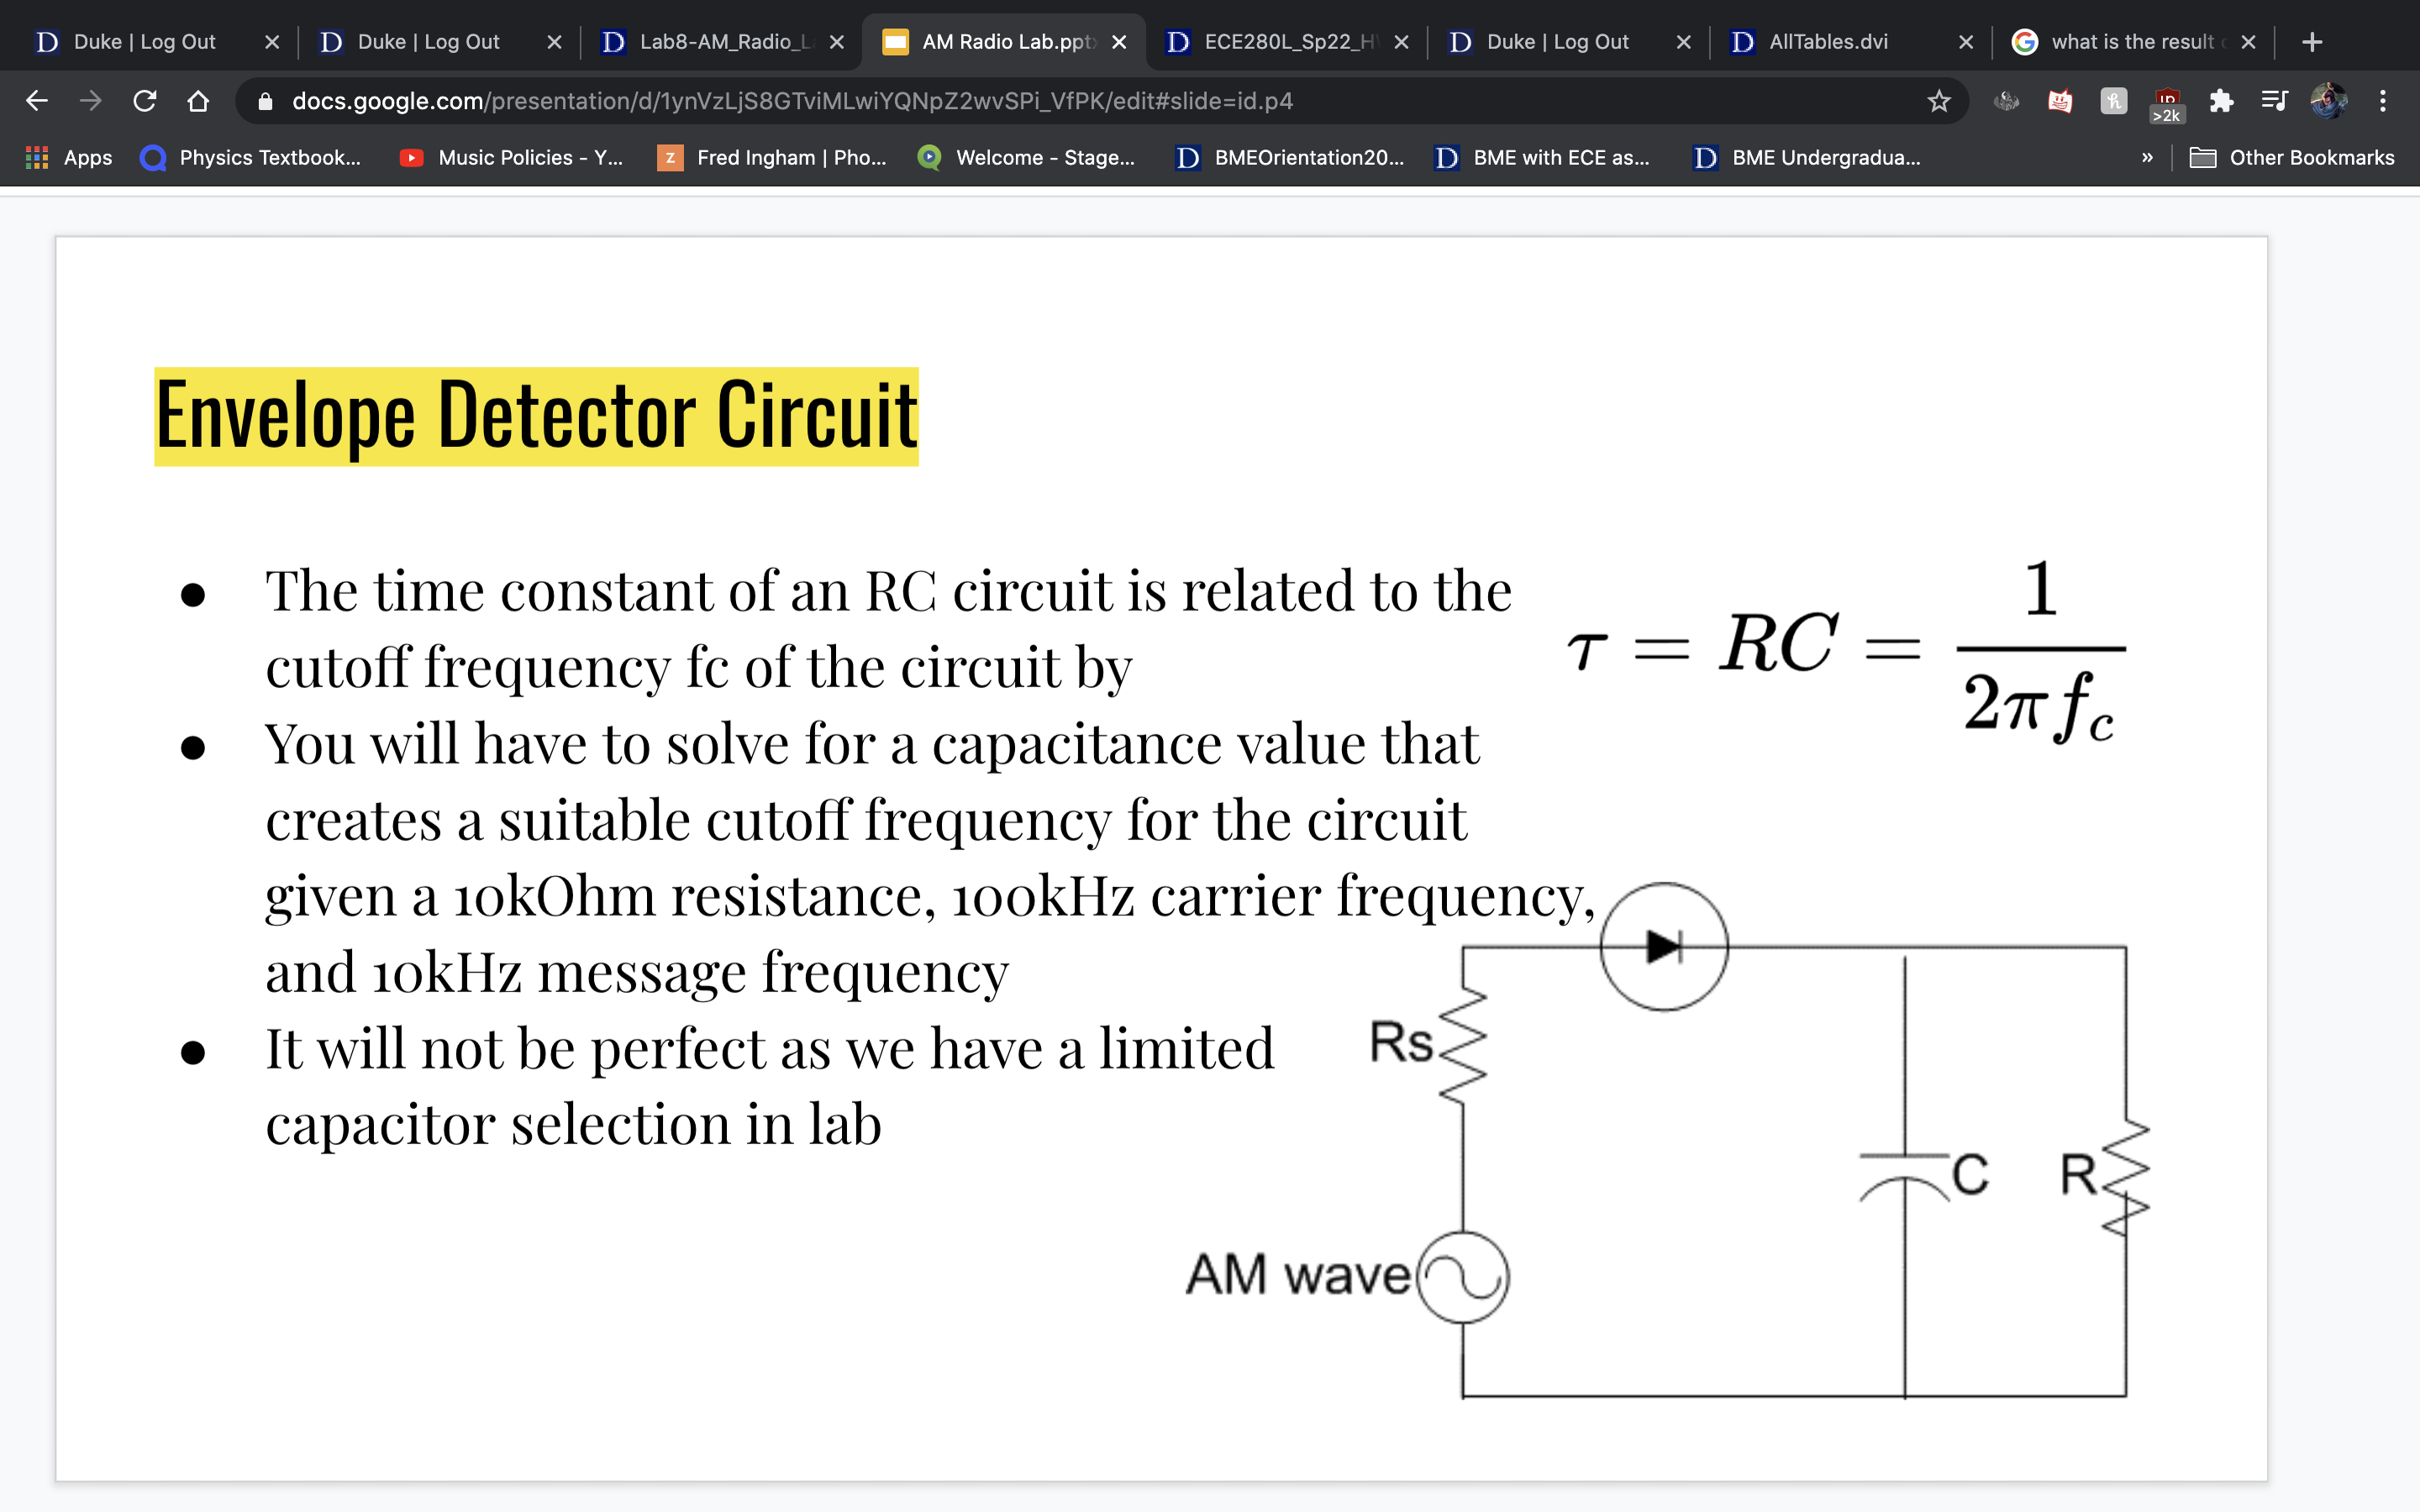 Duke | Log Out
Duke | Log Out
Lab8-AM_Radio_L
AM Radio Lab.ppt
ECE280L_Sp22_H
Duke | Log Out
AllTables.dvi
what is the result
docs.google.com/presentation/d/1ynVzLjS8GTviMLwiYQNpZ2wvSPi_VfPK/edit#slide=id.p4
>2k
Apps
Physics Textbook...
Music Policies - Y...
Fred Ingham | Pho...
Welcome - Stage...
BMEOrientation20...
BME with ECE as...
BME Undergradua...
»
Other Bookmarks
Envelope Detector Circuit
● The time constant of an RC circuit is related to the
cutoff frequency fc of the circuit by
τ = RC = 1 / 2πf_c
● You will have to solve for a capacitance value that
creates a suitable cutoff frequency for the circuit
given a 10kOhm resistance, 100kHz carrier frequency,
and 10kHz message frequency
● It will not be perfect as we have a limited
capacitor selection in lab
Rs
C
R
AM wave